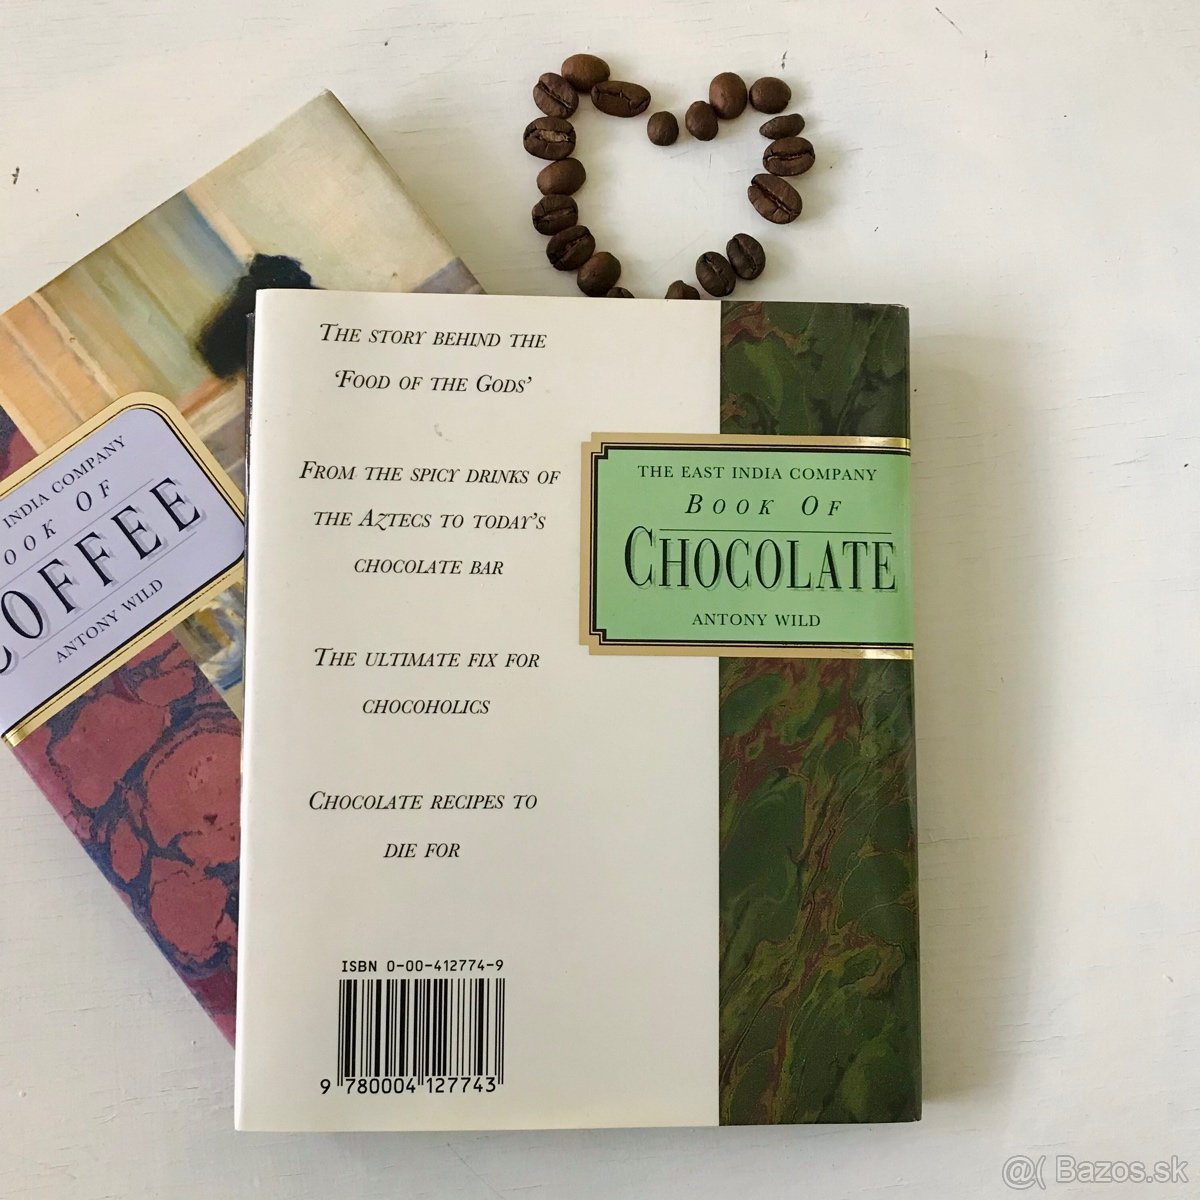 INDIA COMPANY
OOK OF
COFFEE
ANTONY WILD
THE STORY BEHIND THE
‘FOOD OF THE GODS’
FROM THE SPICY DRINKS OF
THE AZTECS TO TODAY'S
CHOCOLATE BAR
THE ULTIMATE FIX FOR
CHOCOHOLICS
CHOCOLATE RECIPES TO
DIE FOR
ISBN 0-00-412774-9
9 780004 127743
THE EAST INDIA COMPANY
BOOK OF
CHOCOLATE
ANTONY WILD
@( Bazos.sk